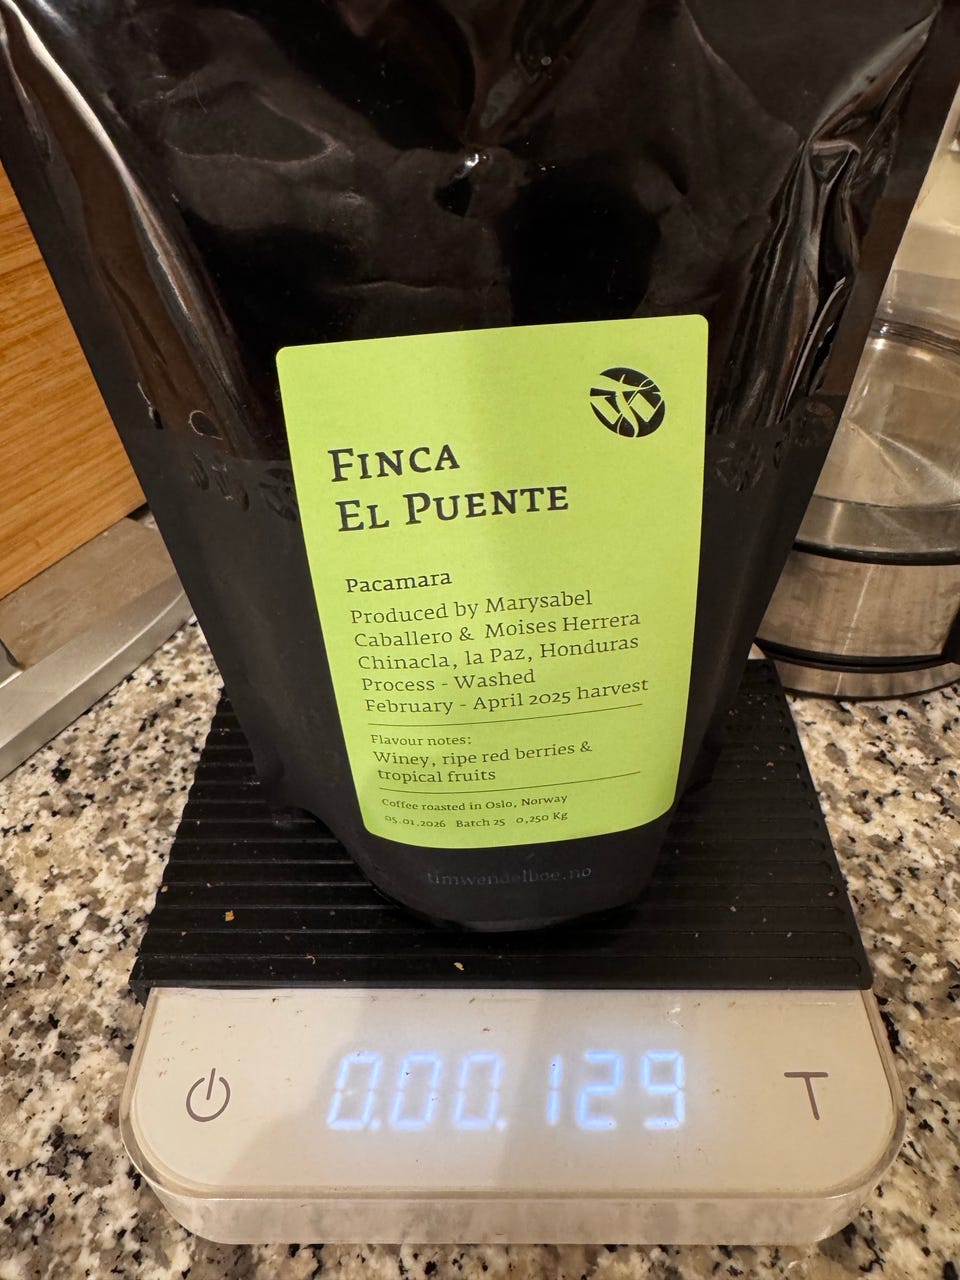 FINCA
EL PUENTE
Pacamara
Produced by Marysabel
Caballero & Moises Herrera
Chinacla, la Paz, Honduras
Process - Washed
February - April 2025 harvest
Flavour notes:
Winey, ripe red berries &
tropical fruits
Coffee roasted in Oslo, Norway
05.01.2026 Batch 25 0,250 Kg
timwendelboe.no
0.00. 129
T